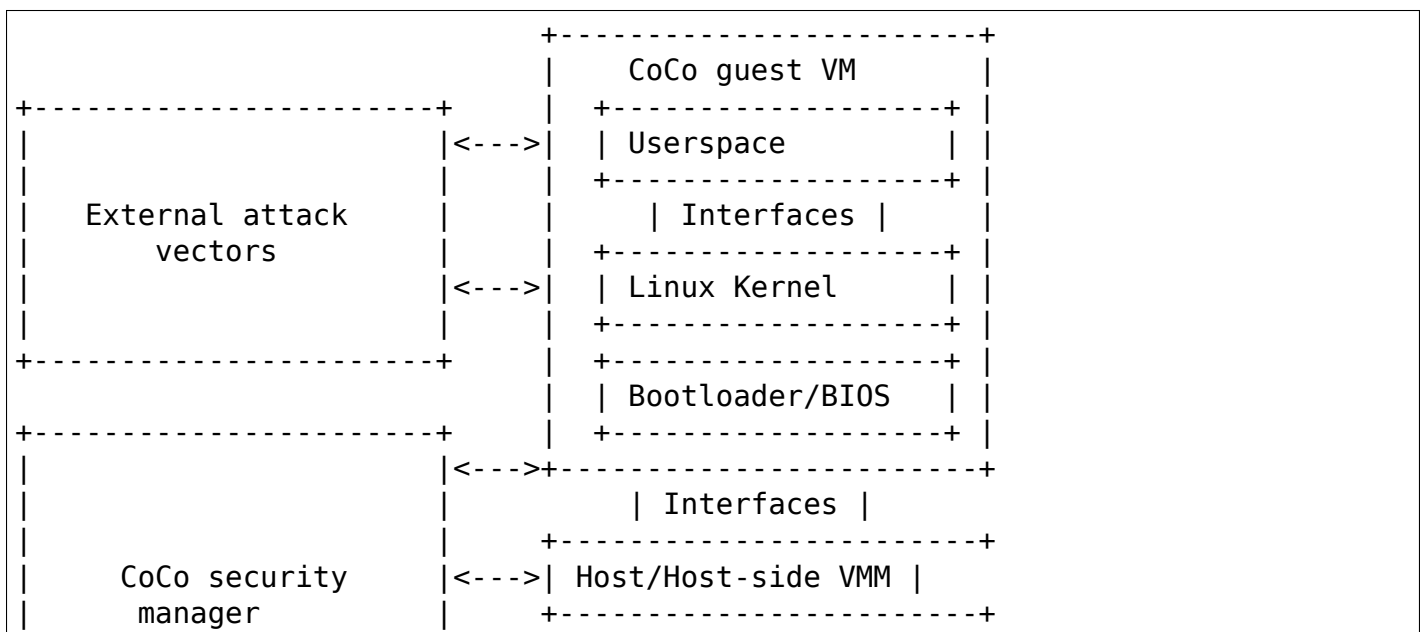 +------------------------+
| CoCo guest VM |
+-----------------------+ | +-------------------+ |
| |<--->| | Userspace | |
| | | +-------------------+ |
| External attack | | | Interfaces | |
| vectors | | +-------------------+ |
| |<--->| | Linux Kernel | |
| | | +-------------------+ |
+-----------------------+ | +-------------------+ |
| | Bootloader/BIOS | |
+-----------------------+ | +-------------------+ |
| |<--->+------------------------+
| | | Interfaces |
| | +------------------------+
| CoCo security |<--->| Host/Host-side VMM |
| manager | +------------------------+